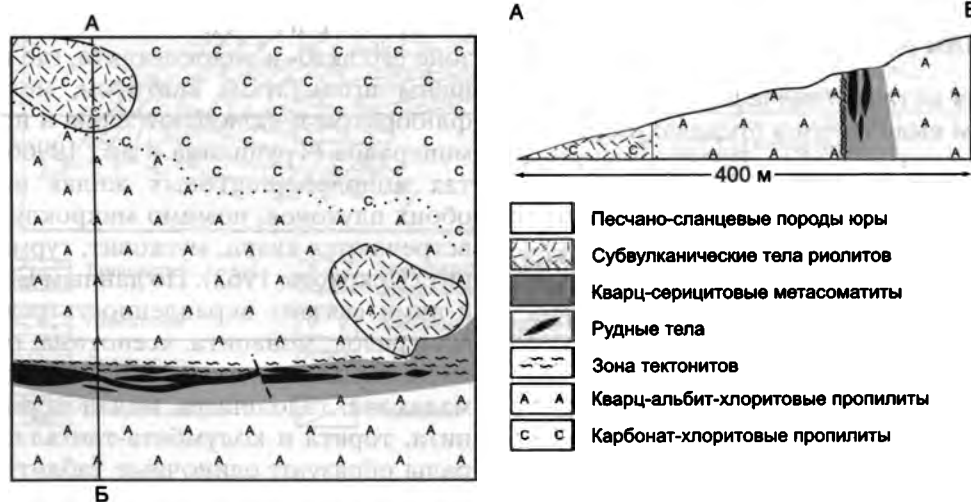 А
Б
А
Б
400 м
Песчано-сланцевые породы юры
Субвулканические тела риолитов
Кварц-серицитовые метасоматиты
Рудные тела
Зона тектонитов
А А Кварц-альбит-хлоритовые пропилиты
С С Карбонат-хлоритовые пропилиты